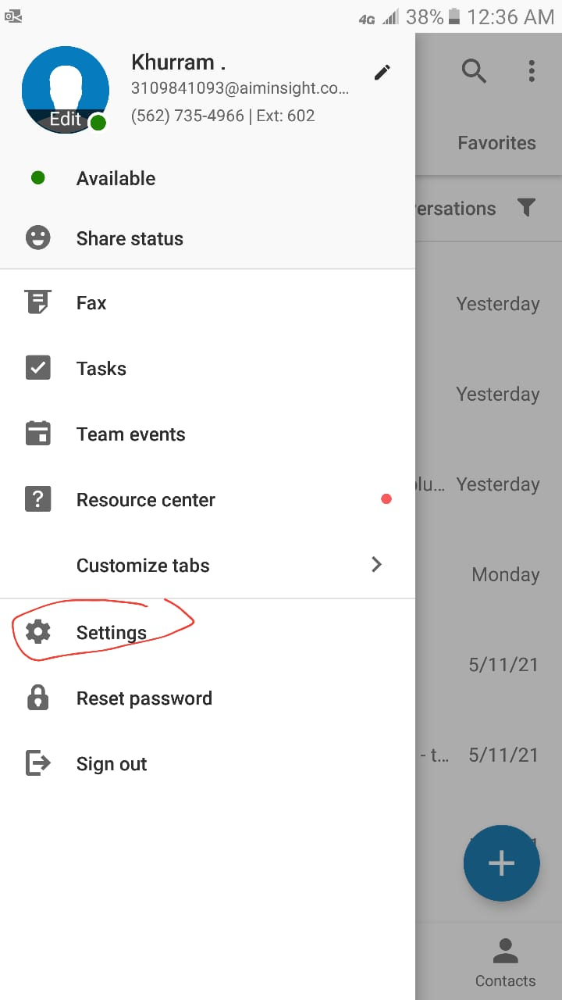 4G 38% 12:36 AM
Khurram .
3109841093@aiminsight.co...
(562) 735-4966 | Ext: 602
Edit
Available
Share status
Fax
Tasks
Team events
Resource center
Customize tabs
Settings
Reset password
Sign out
Favorites
ersations
Yesterday
Yesterday
lu... Yesterday
Monday
5/11/21
- t... 5/11/21
Contacts